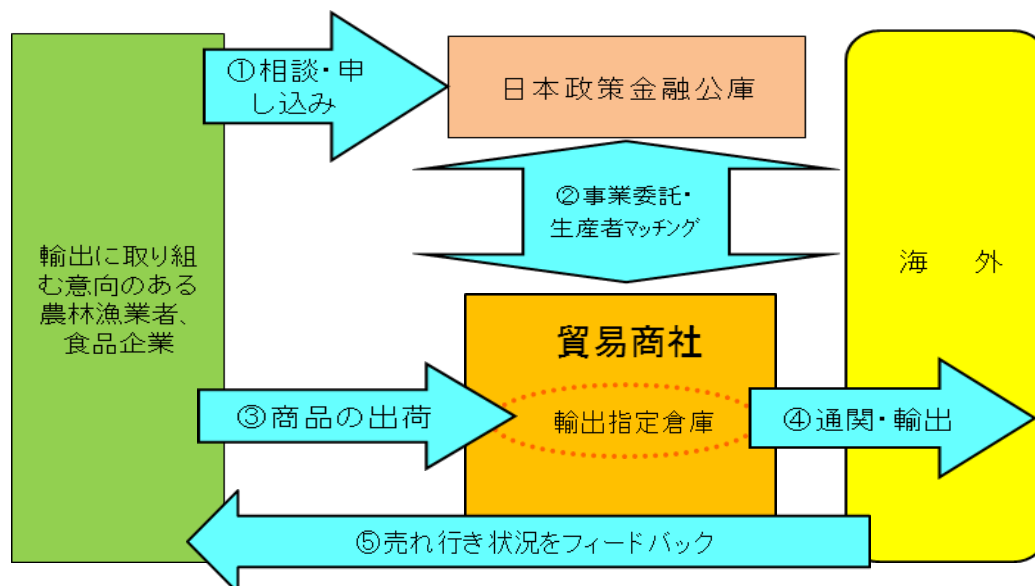 ①相談・申
し込み
日本政策金融公庫
②事業委託・
生産者マッチング
輸出に取り組
む意向のある
農林漁業者、
食品企業
海　外
貿易商社
③商品の出荷
輸出指定倉庫
④通関・輸出
⑤売れ行き状況をフィードバック